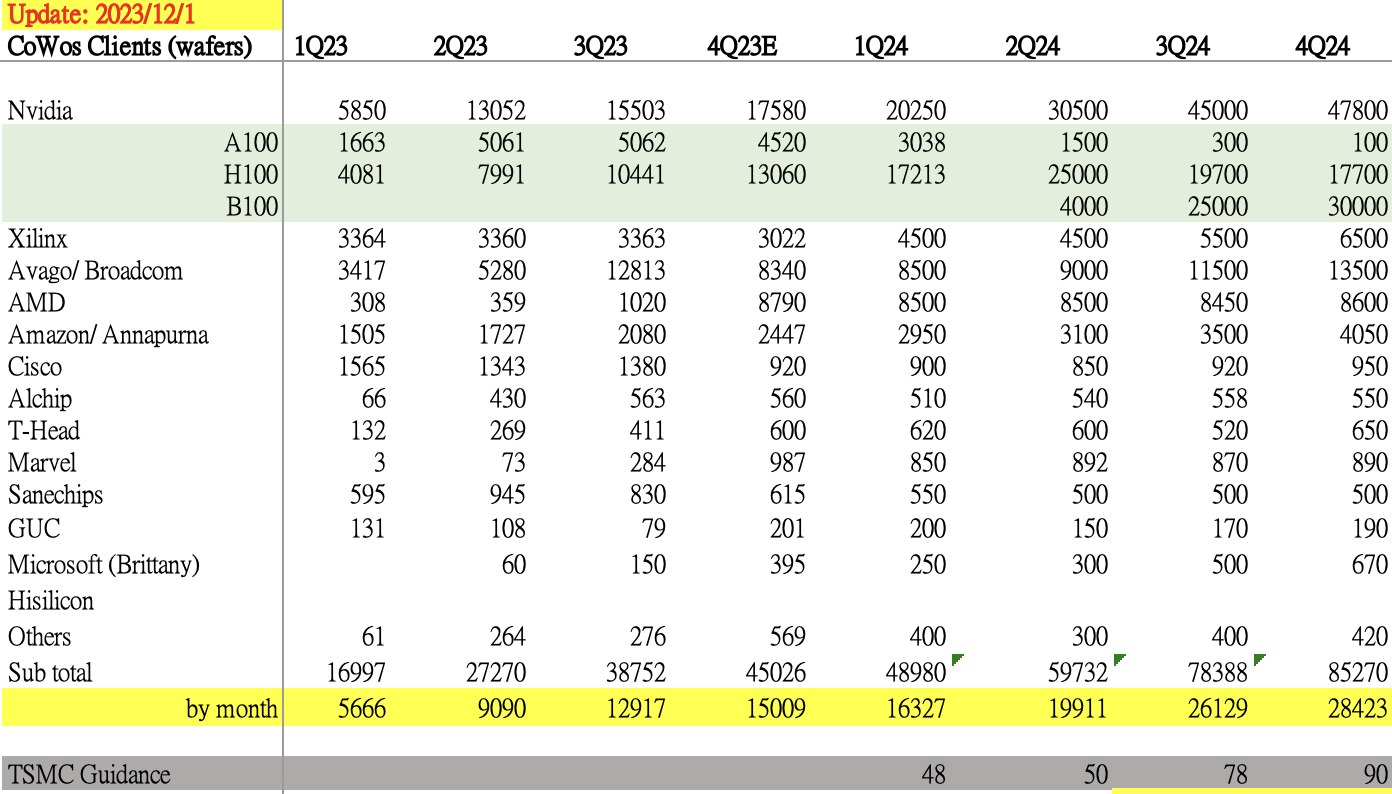 Update: 2023/12/1
CoWos Clients (wafers) 1Q23 2Q23 3Q23 4Q23E 1Q24 2Q24 3Q24 4Q24
Nvidia 5850 13052 15503 17580 20250 30500 45000 47800
A100 1663 5061 5062 4520 3038 1500 300 100
H100 4081 7991 10441 13060 17213 25000 19700 17700
B100 4000 25000 30000
Xilinx 3364 3360 3363 3022 4500 4500 5500 6500
Avago/ Broadcom 3417 5280 12813 8340 8500 9000 11500 13500
AMD 308 359 1020 8790 8500 8500 8450 8600
Amazon/ Annapurna 1505 1727 2080 2447 2950 3100 3500 4050
Cisco 1565 1343 1380 920 900 850 920 950
Alchip 66 430 563 560 510 540 558 550
T-Head 132 269 411 600 620 600 520 650
Marvel 3 73 284 987 850 892 870 890
Sanechips 595 945 830 615 550 500 500 500
GUC 131 108 79 201 200 150 170 190
Microsoft (Brittany) 60 150 395 250 300 500 670
Hisilicon
Others 61 264 276 569 400 300 400 420
Sub total 16997 27270 38752 45026 48980 59732 78388 85270
by month 5666 9090 12917 15009 16327 19911 26129 28423
TSMC Guidance 48 50 78 90